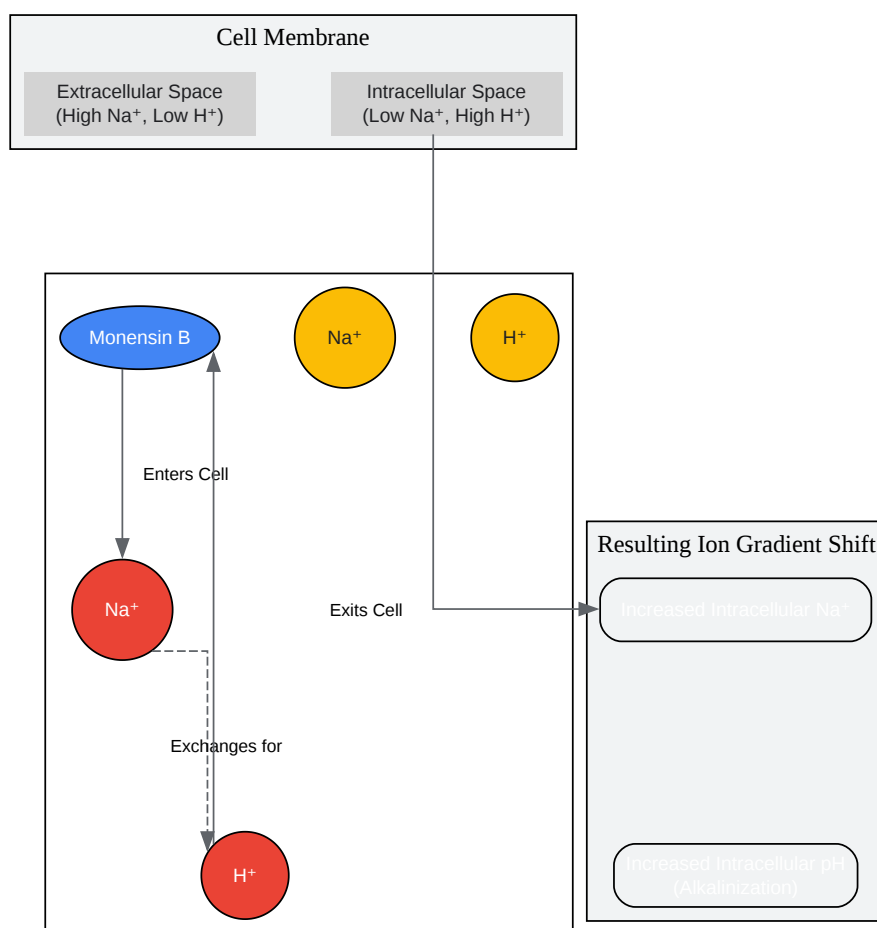 Cell Membrane
Extracellular Space
(High Na⁺, Low H⁺)
Intracellular Space
(Low Na⁺, High H⁺)
Monensin B
Na⁺
H⁺
Enters Cell
Resulting Ion Gradient Shift
Na⁺
Exits Cell
Increased Intracellular Na⁺
Exchanges for
H⁺
Increased Intracellular pH
(Alkalinization)